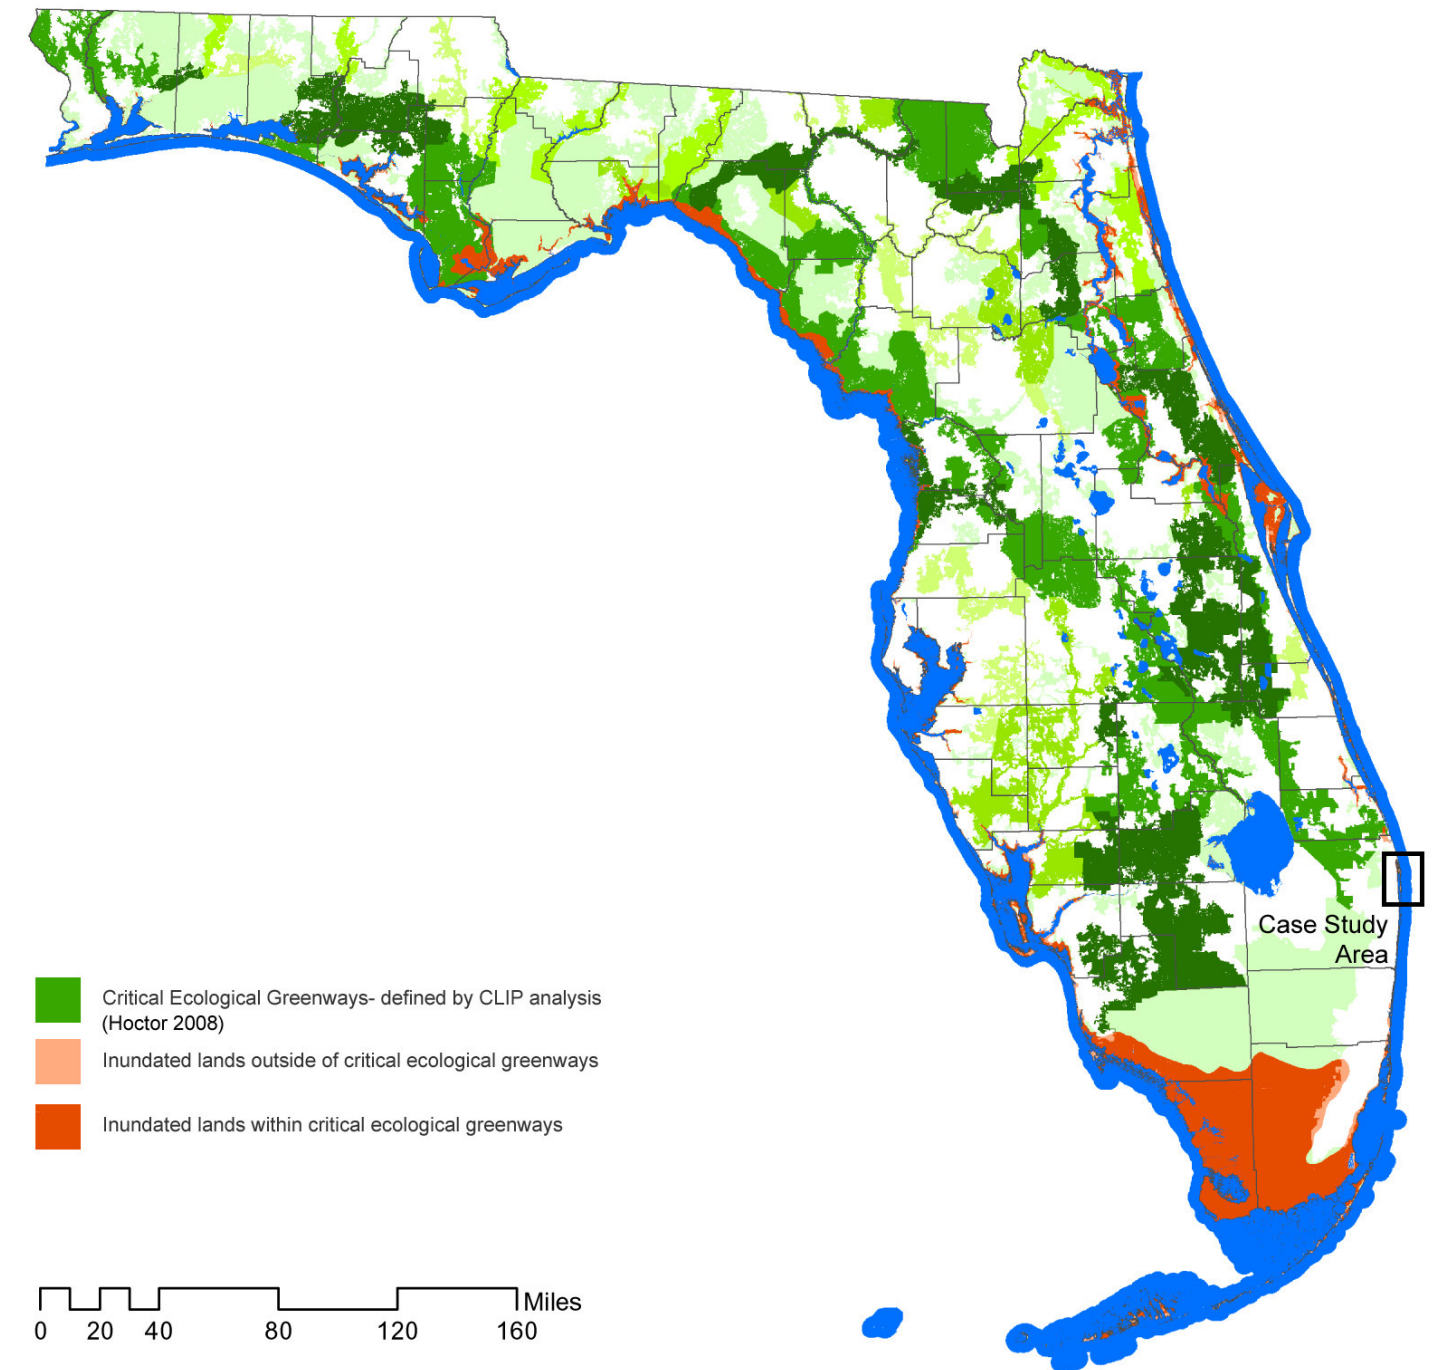 Case Study
Area
Critical Ecological Greenways- defined by CLIP analysis
(Hoctor 2008)
Inundated lands outside of critical ecological greenways
Inundated lands within critical ecological greenways
Miles
0 20 40 80 120 160